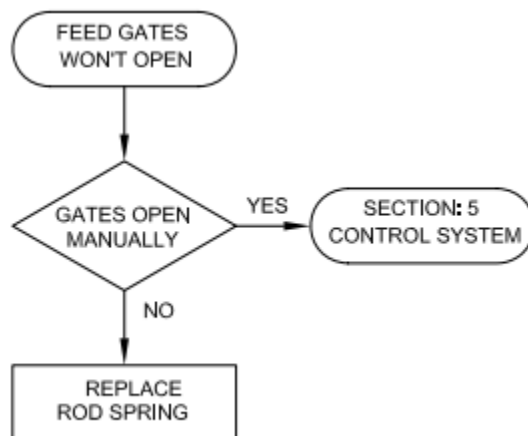 FEED GATES
WON'T OPEN
GATES OPEN
MANUALLY
YES
SECTION: 5
CONTROL SYSTEM
NO
REPLACE
ROD SPRING